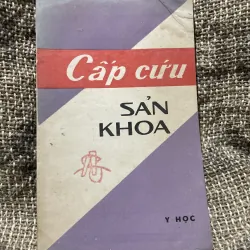 Cấp cứu
SẢN
KHOA
Y HỌC